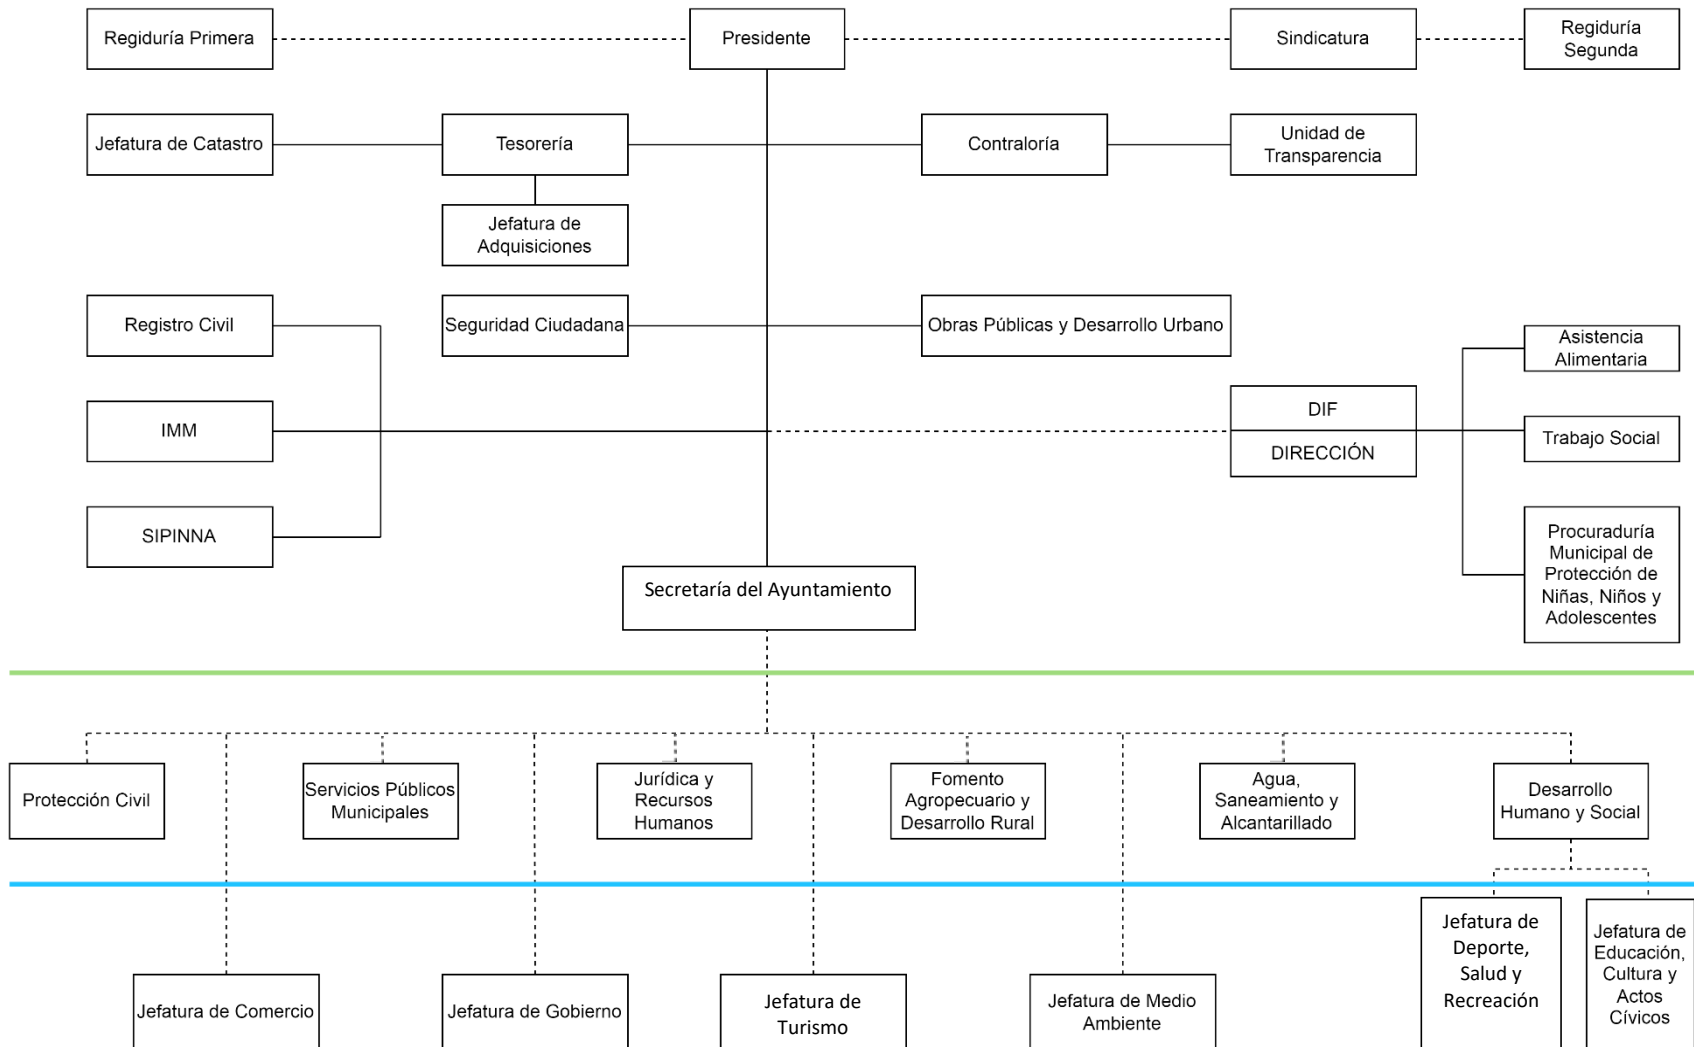 Regiduría Primera
Presidente
Sindicatura
Regiduría
Segunda
Jefatura de Catastro
Tesorería
Contraloría
Unidad de
Transparencia
Jefatura de
Adquisiciones
Registro Civil
Seguridad Ciudadana
Obras Públicas y Desarrollo Urbano
Asistencia
Alimentaria
IMM
DIF
DIRECCIÓN
Trabajo Social
SIPINNA
Procuraduría
Municipal de
Protección de
Niñas, Niños y
Adolescentes
Secretaría del Ayuntamiento
Protección Civil
Servicios Públicos
Municipales
Jurídica y
Recursos
Humanos
Fomento
Agropecuario y
Desarrollo Rural
Agua,
Saneamiento y
Alcantarillado
Desarrollo
Humano y Social
Jefatura de Comercio
Jefatura de Gobierno
Jefatura de
Turismo
Jefatura de Medio
Ambiente
Jefatura de
Deporte,
Salud y
Recreación
Jefatura de
Educación,
Cultura y
Actos
Cívicos